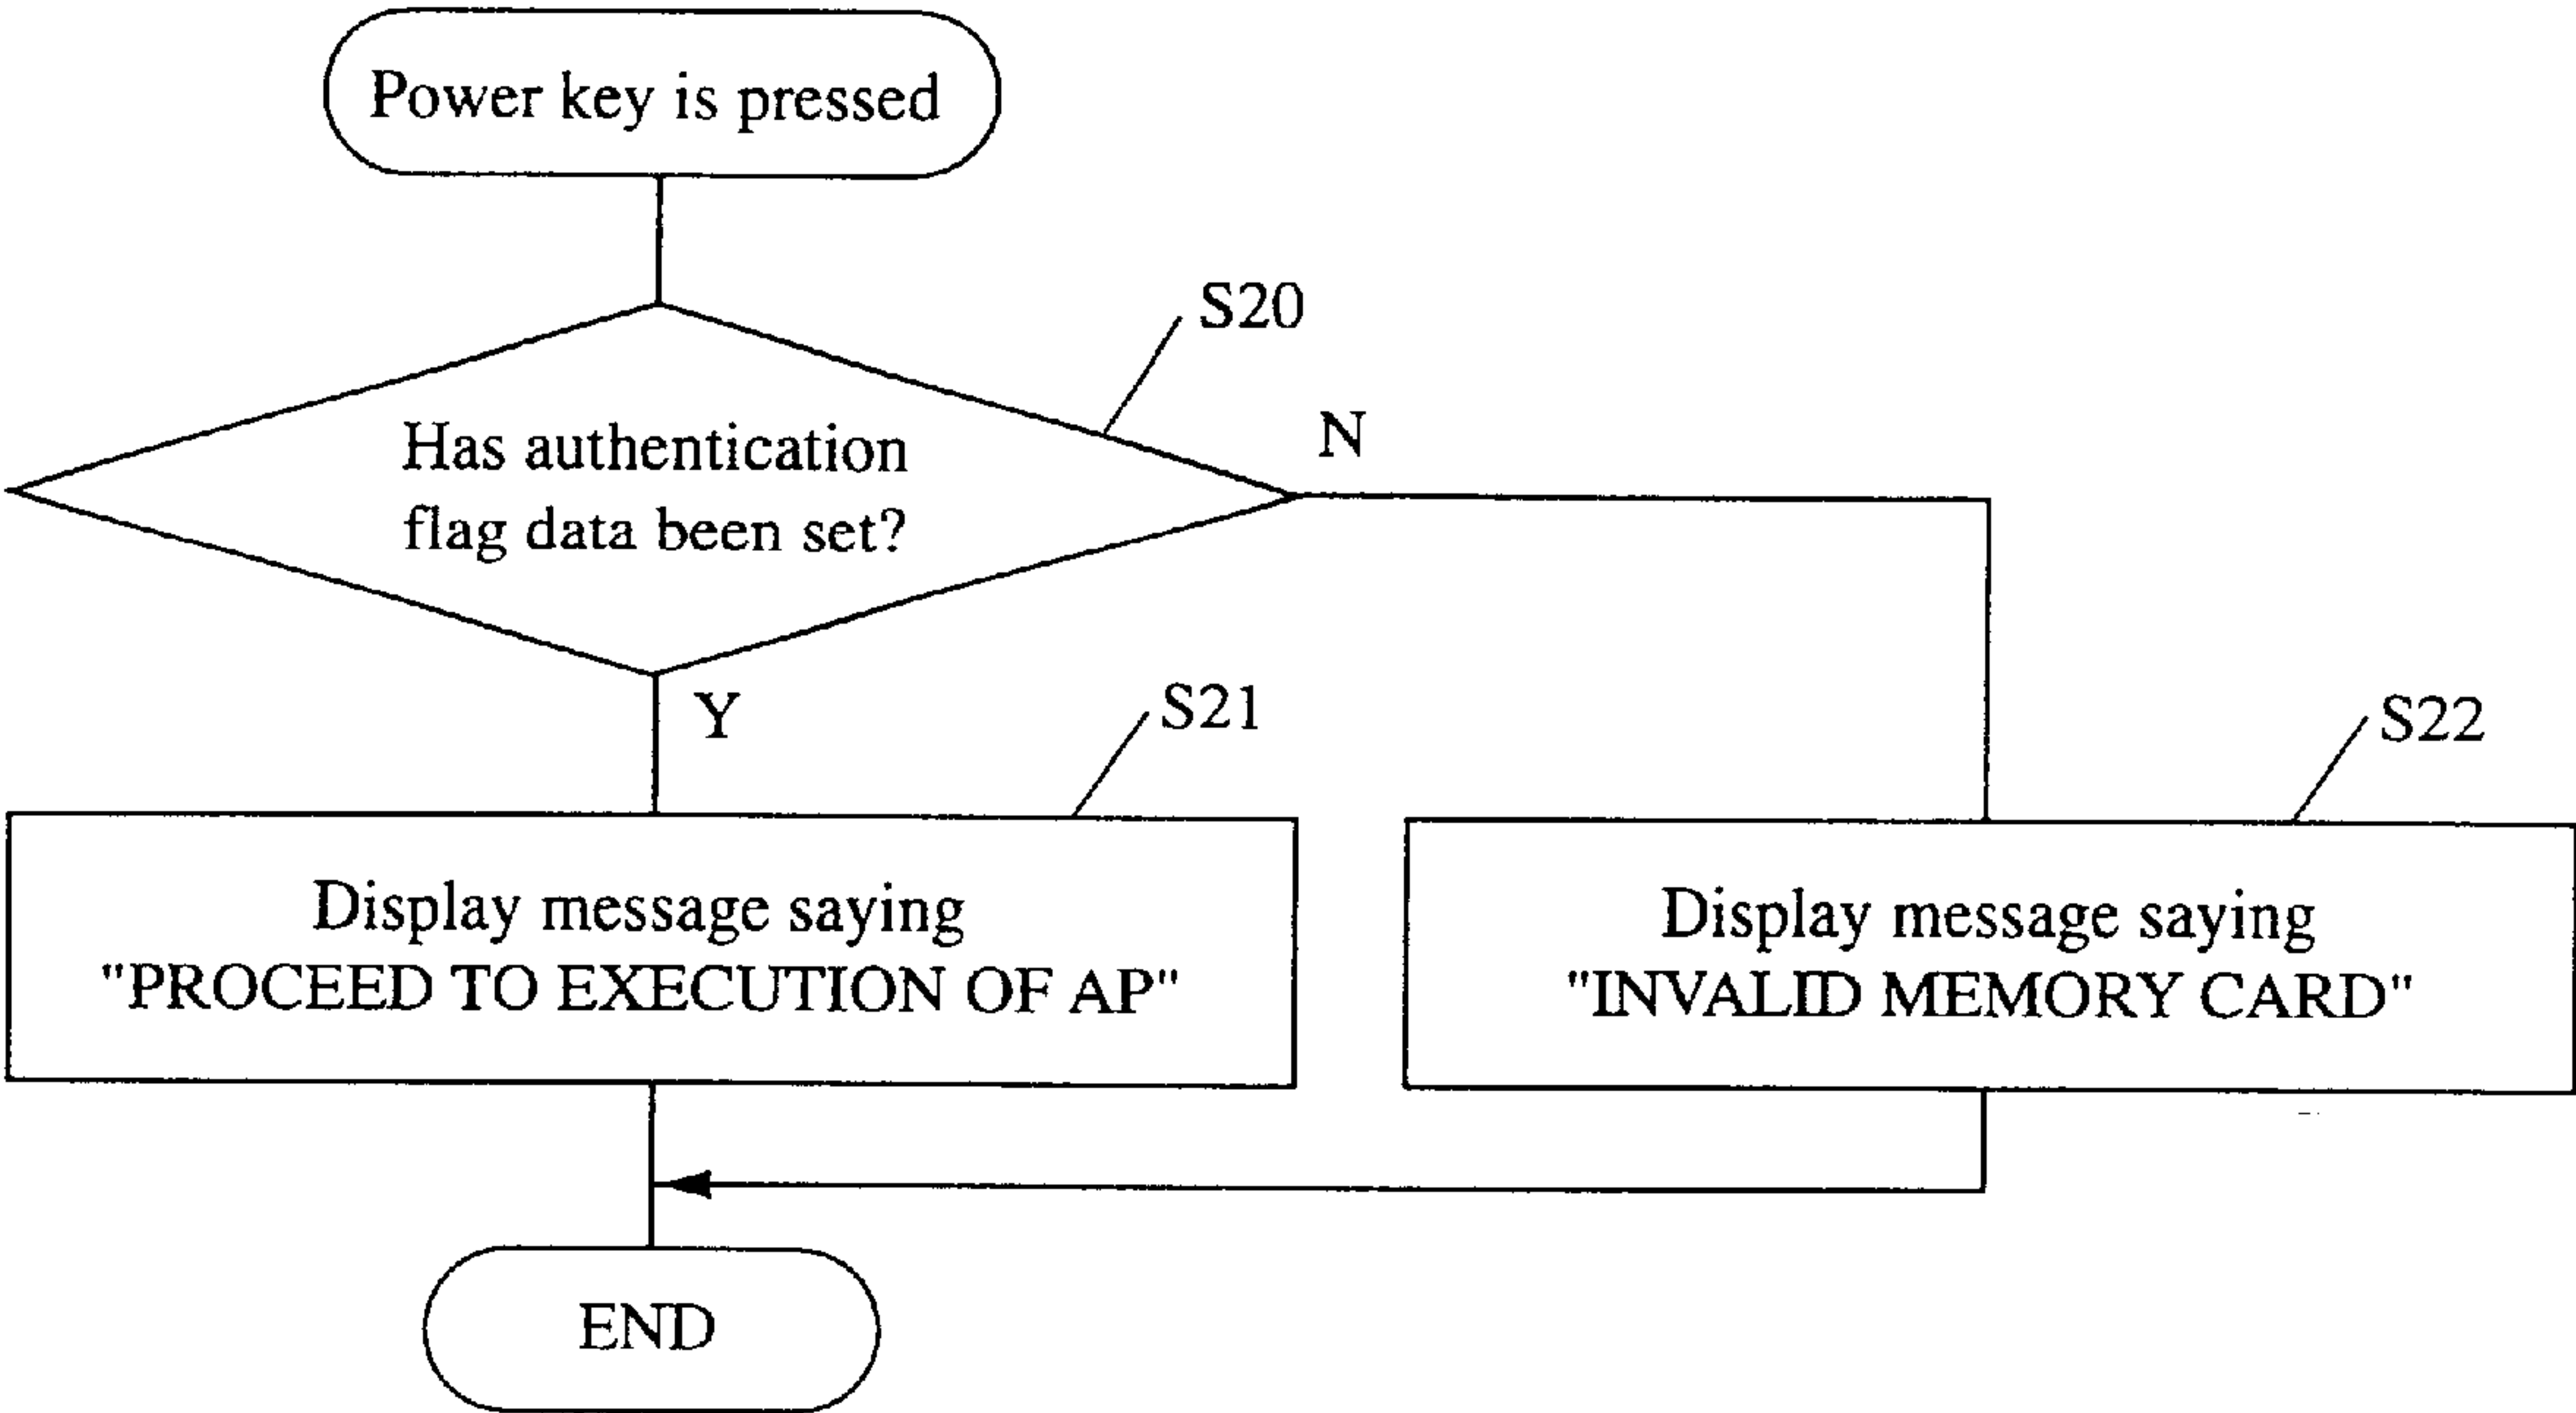 Power key is pressed
S20
Has authentication
flag data been set?
N
Y
S21
S22
Display message saying
"PROCEED TO EXECUTION OF AP"
Display message saying
"INVALID MEMORY CARD"
END